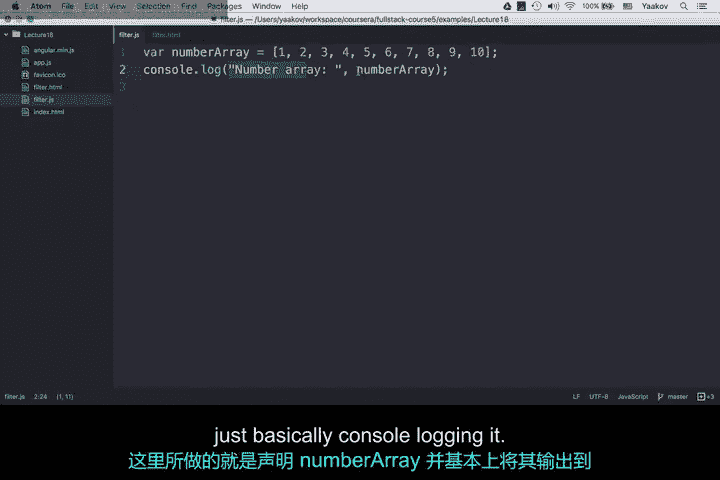 Atom File Edit View Selection Find Packages Window Help 100% Yaakov
filter.js — /Users/yaakov/workspace/coursera/fullstack-course5/examples/Lecture18
Lecture18
angular.min.js
app.js
favicon.ico
filter.html
filter.js
index.html
filter.js filter.html
1 var numberArray = [1, 2, 3, 4, 5, 6, 7, 8, 9, 10];
2 console.log("Number array: ", numberArray);
3
filter.js 2:24 (1, 11) LF UTF-8 JavaScript master +3
just basically console logging it.
这里所做的就是声明 numberArray 并基本上将其输出到